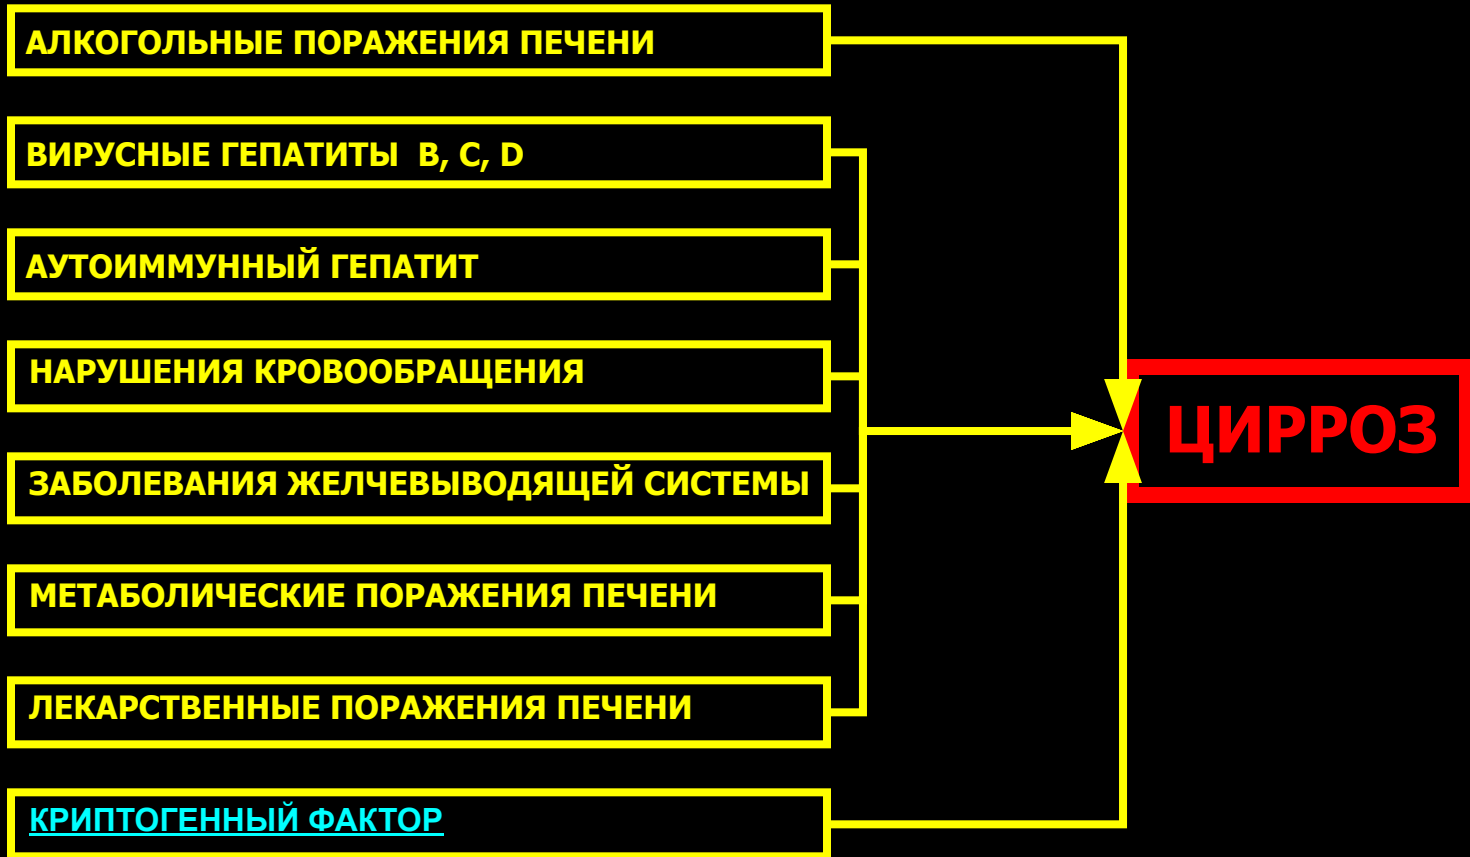 АЛКОГОЛЬНЫЕ ПОРАЖЕНИЯ ПЕЧЕНИ
ВИРУСНЫЕ ГЕПАТИТЫ  B, C, D
АУТОИММУННЫЙ ГЕПАТИТ
НАРУШЕНИЯ КРОВООБРАЩЕНИЯ
ЗАБОЛЕВАНИЯ ЖЕЛЧЕВЫВОДЯЩЕЙ СИСТЕМЫ
МЕТАБОЛИЧЕСКИЕ ПОРАЖЕНИЯ ПЕЧЕНИ
ЛЕКАРСТВЕННЫЕ ПОРАЖЕНИЯ ПЕЧЕНИ
КРИПТОГЕННЫЙ ФАКТОР
ЦИРРОЗ